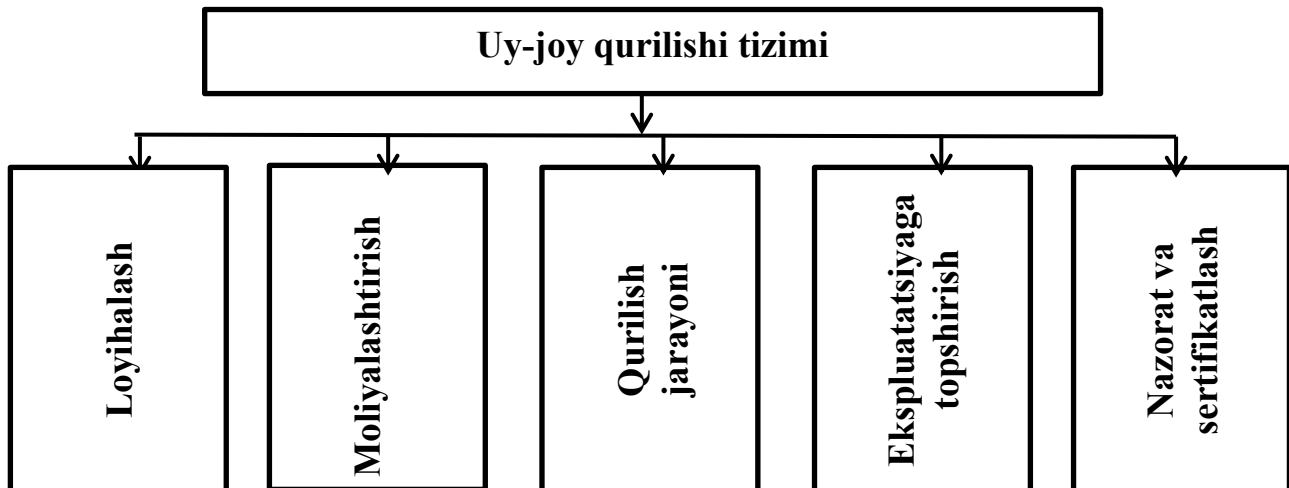 Uy-joy qurilishi tizimi
Loyihalash
Moliyalashtirish
Qurilish
jarayoni
Ekspluatatsiyaga
topshirish
Nazorat va
sertifikatlash